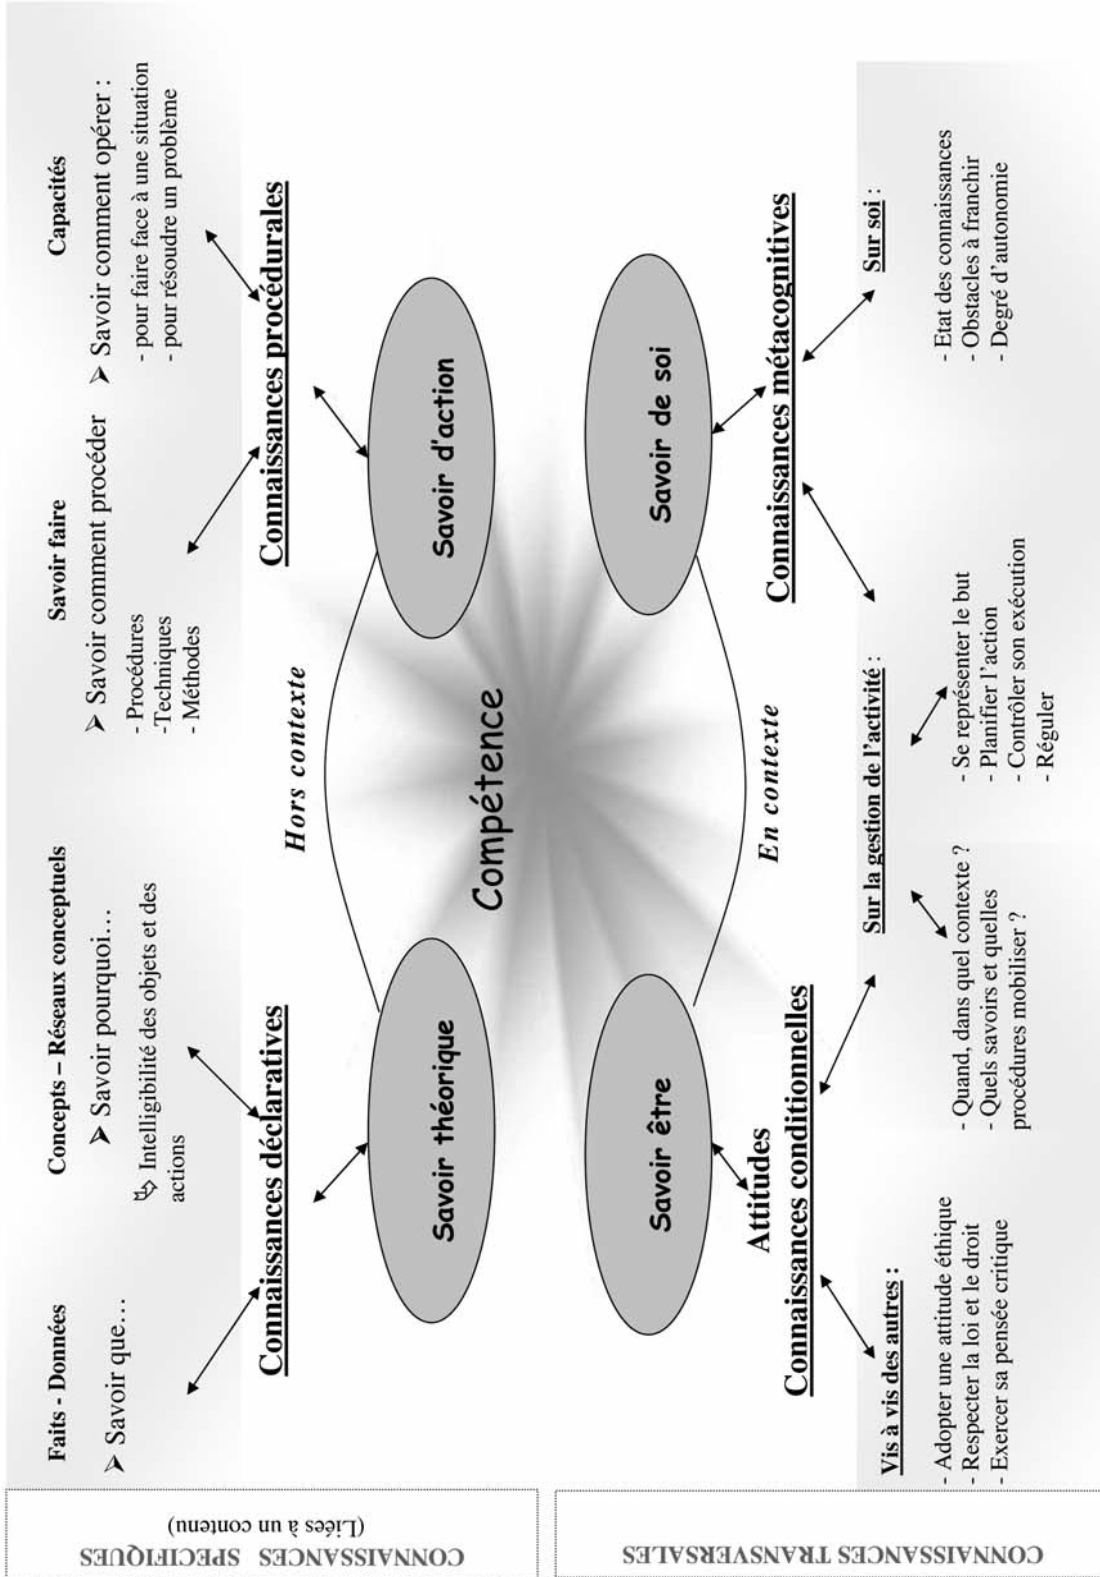 CONNAISSANCES SPECIFIQUES
(Liées à un contenu)
Faits - Données
➢ Savoir que…
Concepts – Réseaux conceptuels
➢ Savoir pourquoi…
Intelligibilité des objets et des
actions
Savoir faire
➢ Savoir comment procéder
- Procédures
-Techniques
- Méthodes
Capacités
➢ Savoir comment opérer :
- pour faire face à une situation
- pour résoudre un problème
Connaissances déclaratives
Connaissances procédurales
Hors contexte
Savoir théorique
Savoir d'action
Compétence
Savoir être
Savoir de soi
En contexte
Attitudes
Connaissances conditionnelles
Connaissances métacognitives
CONNAISSANCES TRANSVERSALES
Vis à vis des autres :
- Adopter une attitude éthique
- Respecter la loi et le droit
- Exercer sa pensée critique
Sur la gestion de l'activité :
- Quand, dans quel contexte ?
- Quels savoirs et quelles
procédures mobiliser ?
- Se représenter le but
- Planifier l'action
- Contrôler son exécution
- Réguler
Sur soi :
- Etat des connaissances
- Obstacles à franchir
- Degré d'autonomie